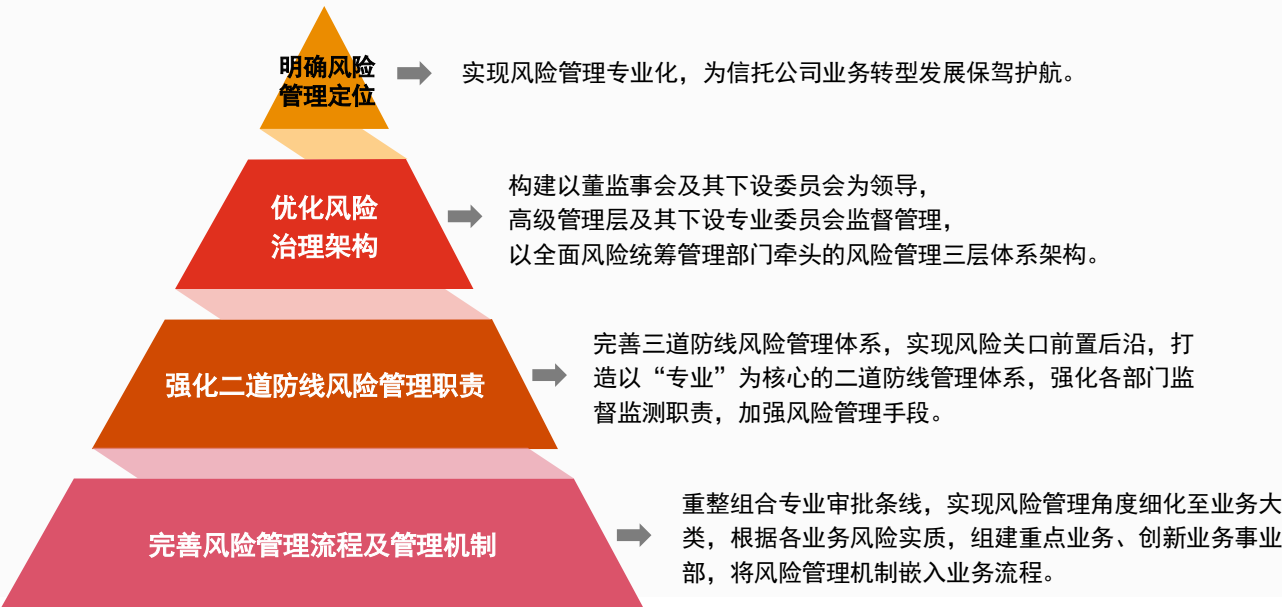 明确风险
管理定位
实现风险管理专业化，为信托公司业务转型发展保驾护航。
优化风险
治理架构
构建以董监事会及其下设委员会为领导，
高级管理层及其下设专业委员会监督管理，
以全面风险统筹管理部门牵头的风险管理三层体系架构。
强化二道防线风险管理职责
完善三道防线风险管理体系，实现风险关口前置后沿，打
造以“专业”为核心的二道防线管理体系，强化各部门监
督监测职责，加强风险管理手段。
完善风险管理流程及管理机制
重整组合专业审批条线，实现风险管理角度细化至业务大
类，根据各业务风险实质，组建重点业务、创新业务事业
部，将风险管理机制嵌入业务流程。